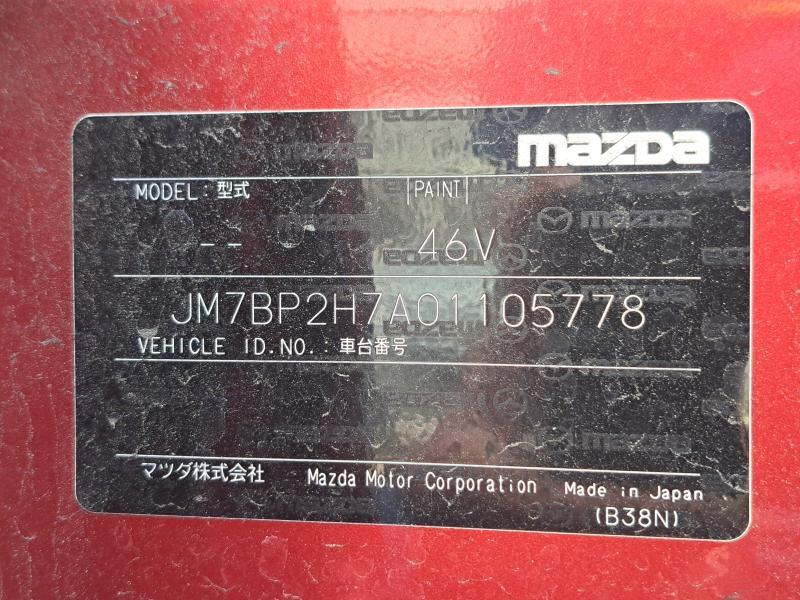 mazda
MODEL: 型式 PAINT
-- 46V
JM7BP2H7A01105778
VEHICLE ID.NO.: 車台番号
マツダ株式会社 Mazda Motor Corporation Made in Japan
(B38N)